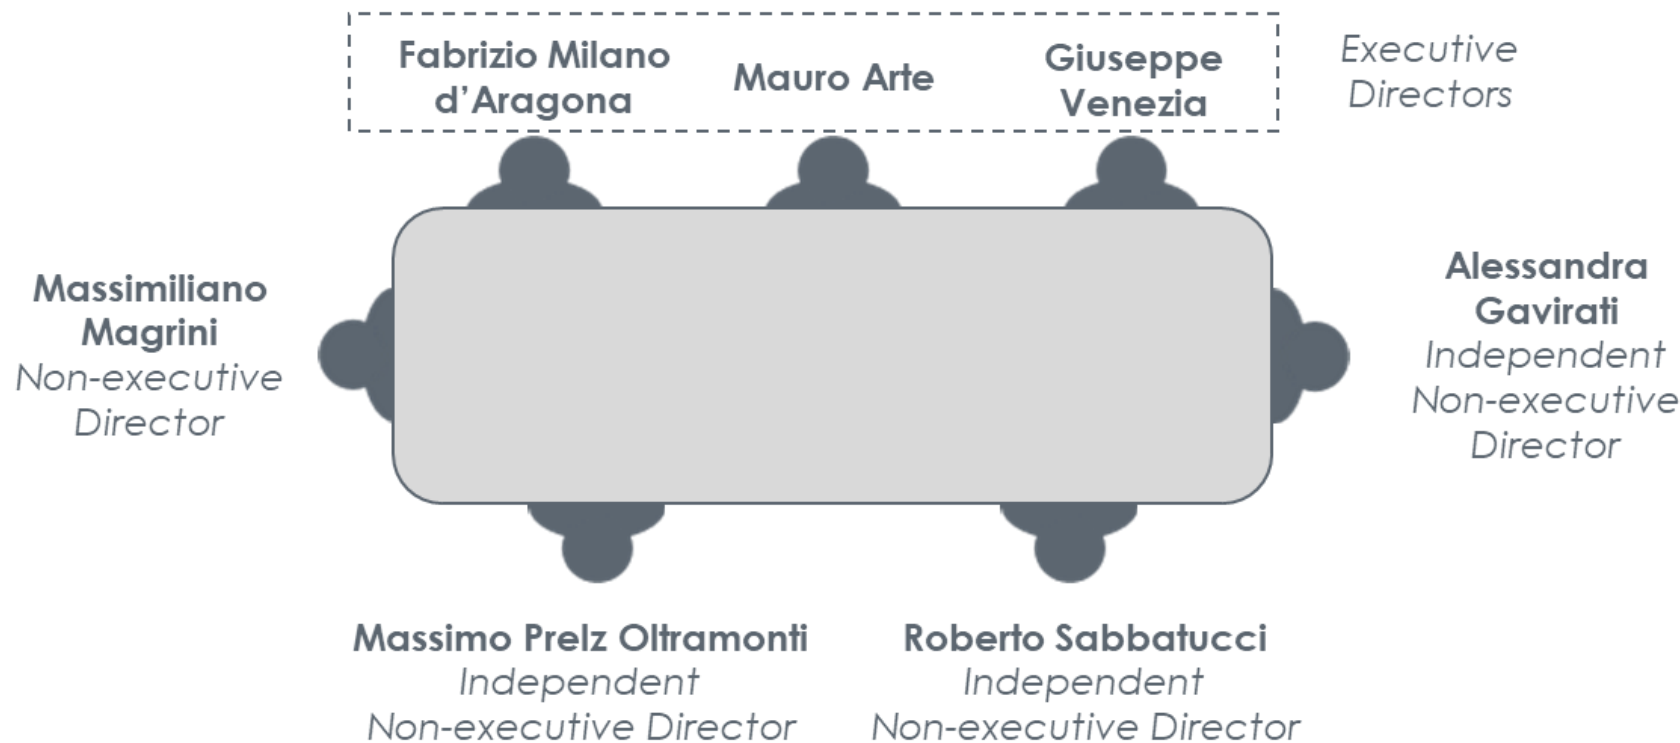 Fabrizio Milano
d’Aragona
Mauro Arte
Giuseppe
Venezia
Executive
Directors
Massimiliano
Magrini
Non-executive
Director
Alessandra
Gavirati
Independent
Non-executive
Director
Massimo Prelz Oltramonti
Independent
Non-executive Director
Roberto Sabbatucci
Independent
Non-executive Director